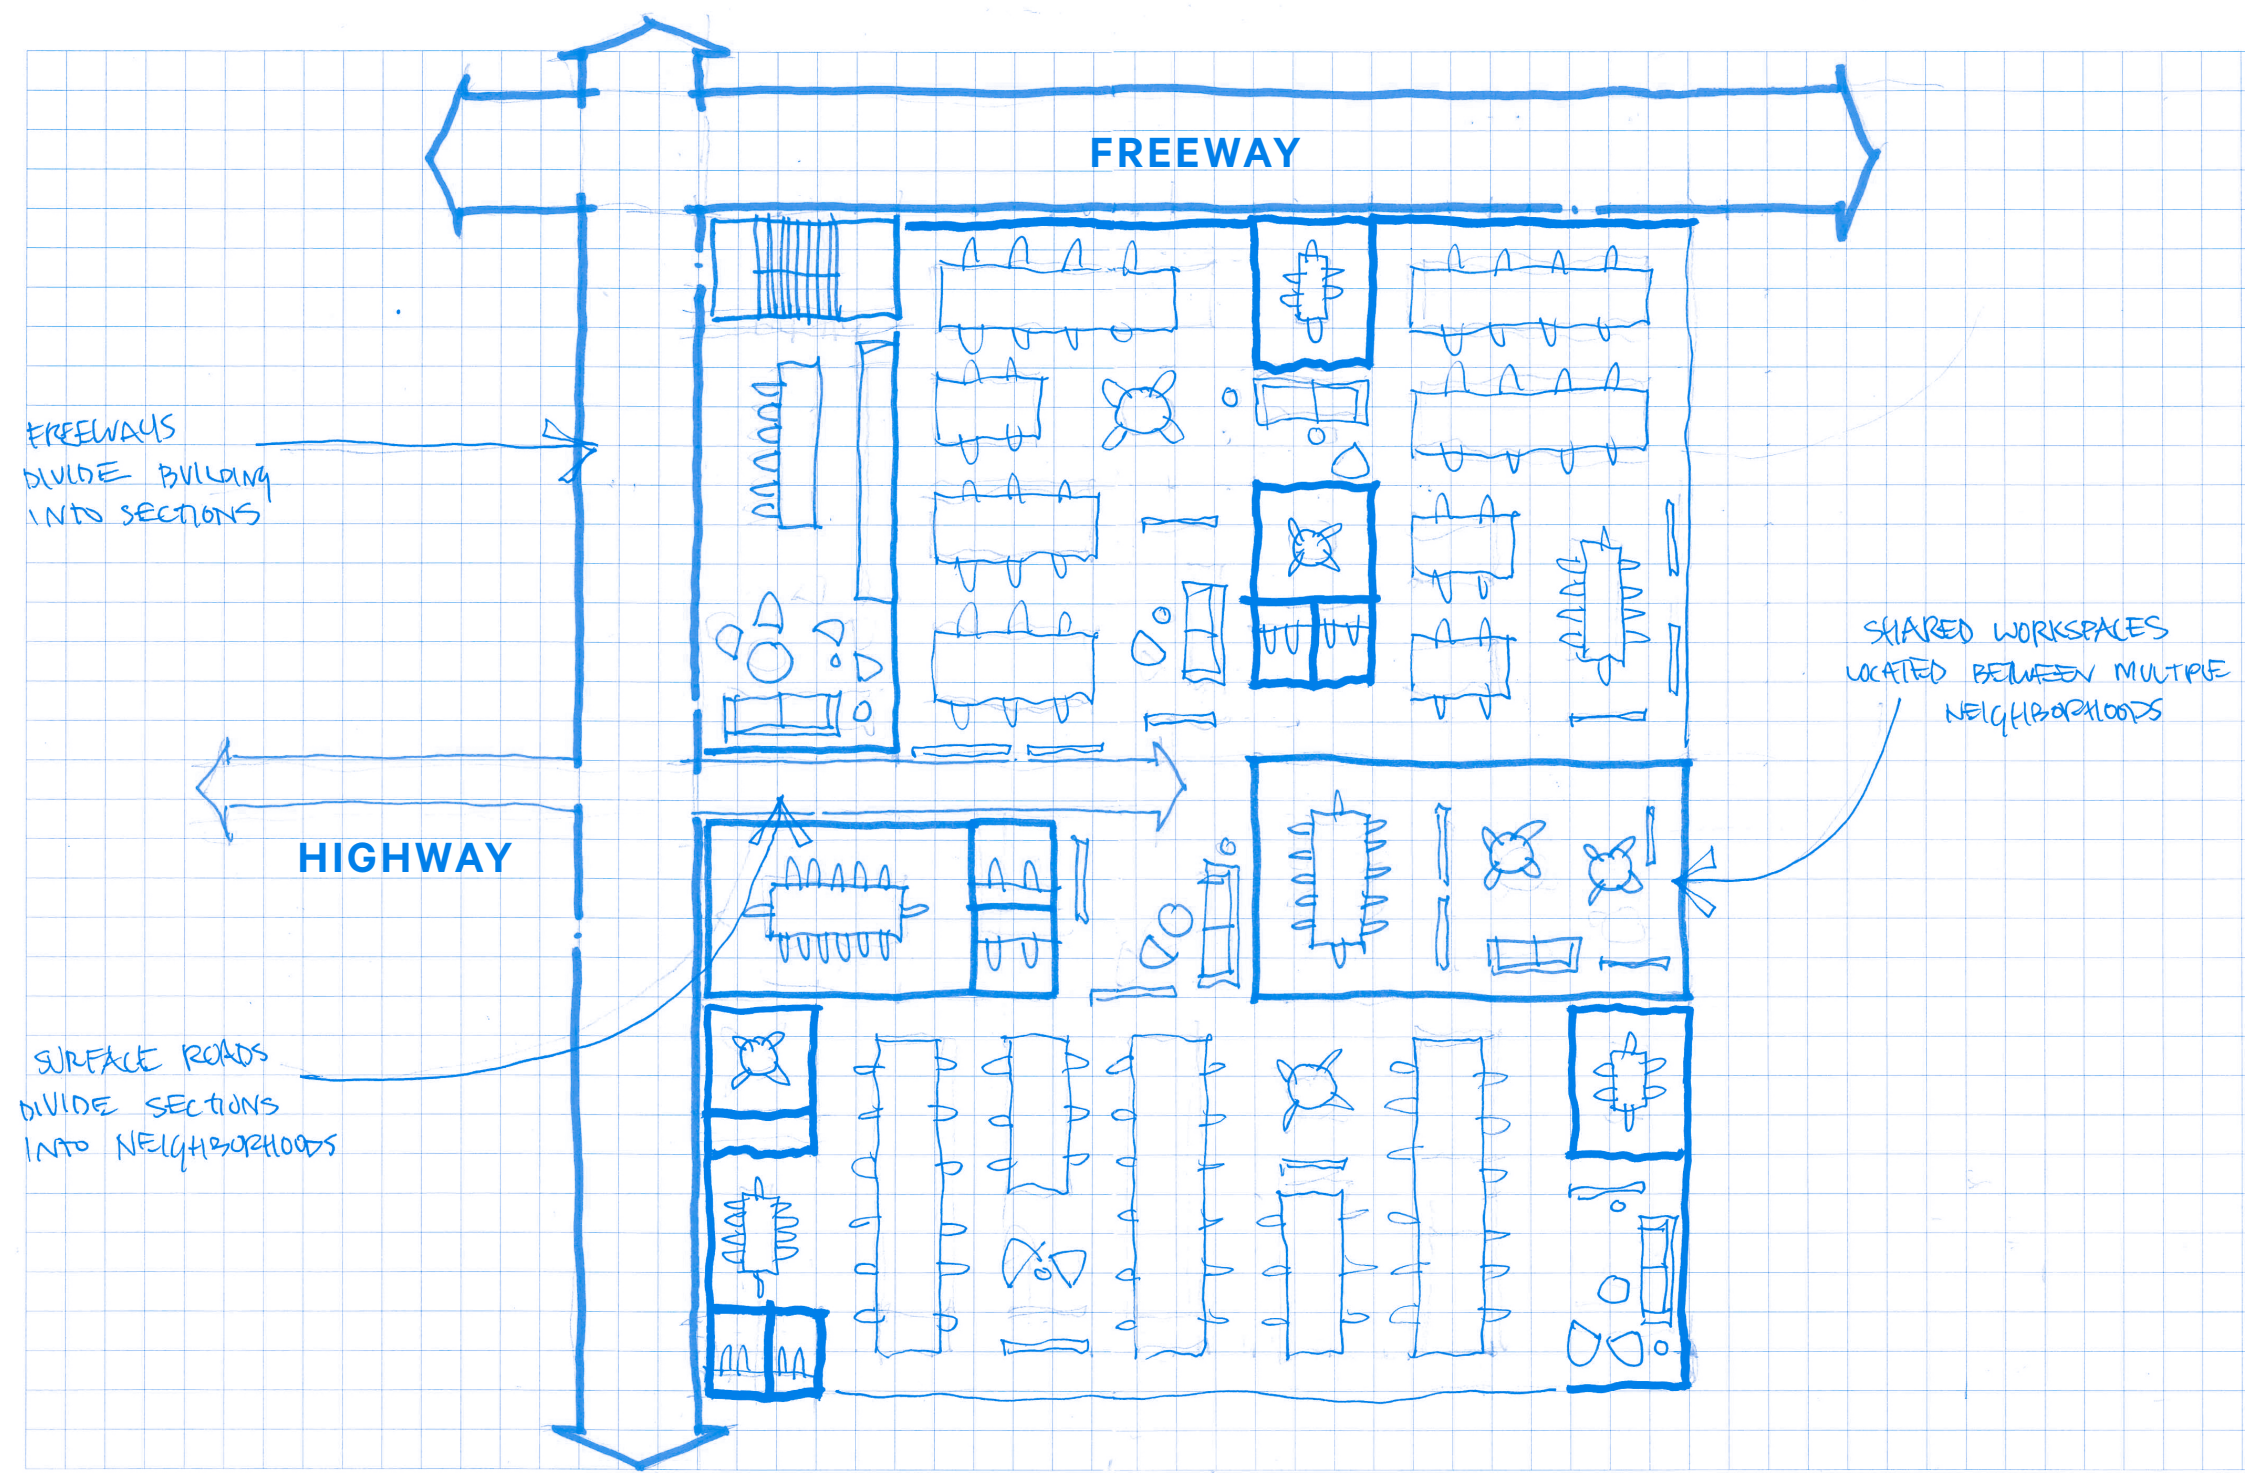 FREEWAY
FREEWAYS
DIVIDE BUILDING
INTO SECTIONS
SHARED WORKSPACES
LOCATED BETWEEN MULTIPLE
NEIGHBORHOODS
HIGHWAY
SURFACE ROADS
DIVIDE SECTIONS
INTO NEIGHBORHOODS